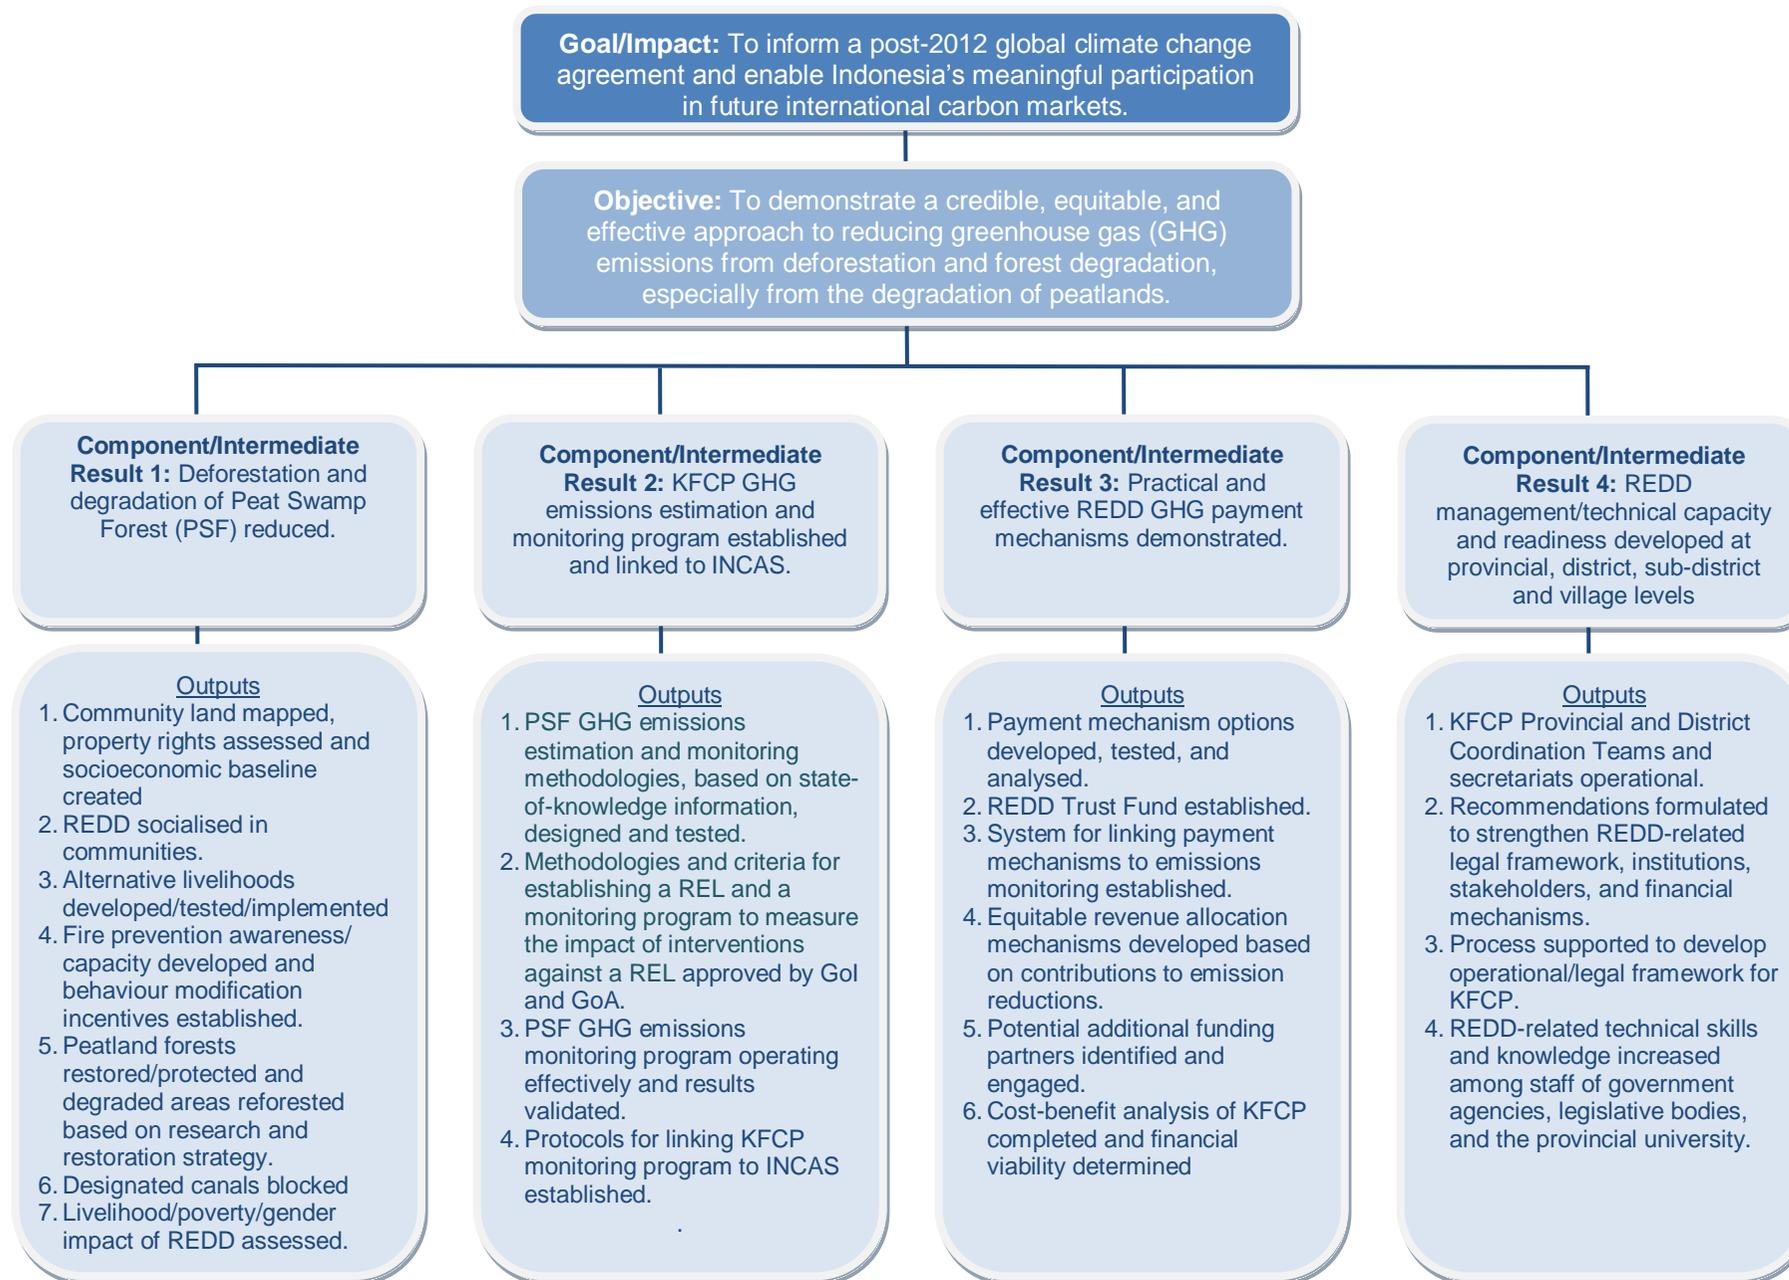 Goal/Impact: To inform a post-2012 global climate change
agreement and enable Indonesia’s meaningful participation
in future international carbon markets.
Objective: To demonstrate a credible, equitable, and
effective approach to reducing greenhouse gas (GHG)
emissions from deforestation and forest degradation,
especially from the degradation of peatlands.
Component/Intermediate
Result 1: Deforestation and
degradation of Peat Swamp
Forest (PSF) reduced.
Component/Intermediate
Result 2: KFCP GHG
emissions estimation and
monitoring program established
and linked to INCAS.
Component/Intermediate
Result 3: Practical and
effective REDD GHG payment
mechanisms demonstrated.
Component/Intermediate
Result 4: REDD
management/technical capacity
and readiness developed at
provincial, district, sub-district
and village levels
Outputs
1. Community land mapped,
property rights assessed and
socioeconomic baseline
created
2. REDD socialised in
communities.
3. Alternative livelihoods
developed/tested/implemented
4. Fire prevention awareness/
capacity developed and
behaviour modification
incentives established.
5. Peatland forests
restored/protected and
degraded areas reforested
based on research and
restoration strategy.
6. Designated canals blocked
7. Livelihood/poverty/gender
impact of REDD assessed.
Outputs
1. PSF GHG emissions
estimation and monitoring
methodologies, based on state-
of-knowledge information,
designed and tested.
2. Methodologies and criteria for
establishing a REL and a
monitoring program to measure
the impact of interventions
against a REL approved by GoI
and GoA.
3. PSF GHG emissions
monitoring program operating
effectively and results
validated.
4. Protocols for linking KFCP
monitoring program to INCAS
established.
.
Outputs
1. Payment mechanism options
developed, tested, and
analysed.
2. REDD Trust Fund established.
3. System for linking payment
mechanisms to emissions
monitoring established.
4. Equitable revenue allocation
mechanisms developed based
on contributions to emission
reductions.
5. Potential additional funding
partners identified and
engaged.
6. Cost-benefit analysis of KFCP
completed and financial
viability determined
Outputs
1. KFCP Provincial and District
Coordination Teams and
secretariats operational.
2. Recommendations formulated
to strengthen REDD-related
legal framework, institutions,
stakeholders, and financial
mechanisms.
3. Process supported to develop
operational/legal framework for
KFCP.
4. REDD-related technical skills
and knowledge increased
among staff of government
agencies, legislative bodies,
and the provincial university.